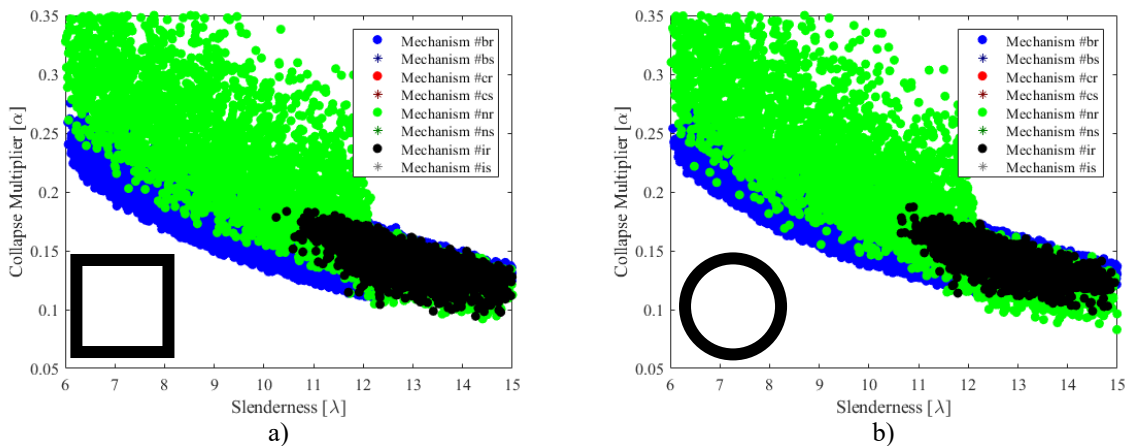 0.35
0.3
0.25
0.2
0.15
0.1
0.05
Collapse Multiplier [α]
6 7 8 9 10 11 12 13 14 15
Slenderness [λ]
Mechanism #br
Mechanism #bs
Mechanism #cr
Mechanism #cs
Mechanism #nr
Mechanism #ns
Mechanism #ir
Mechanism #is
a)
0.35
0.3
0.25
0.2
0.15
0.1
0.05
Collapse Multiplier [α]
6 7 8 9 10 11 12 13 14 15
Slenderness [λ]
Mechanism #br
Mechanism #bs
Mechanism #cr
Mechanism #cs
Mechanism #nr
Mechanism #ns
Mechanism #ir
Mechanism #is
b)